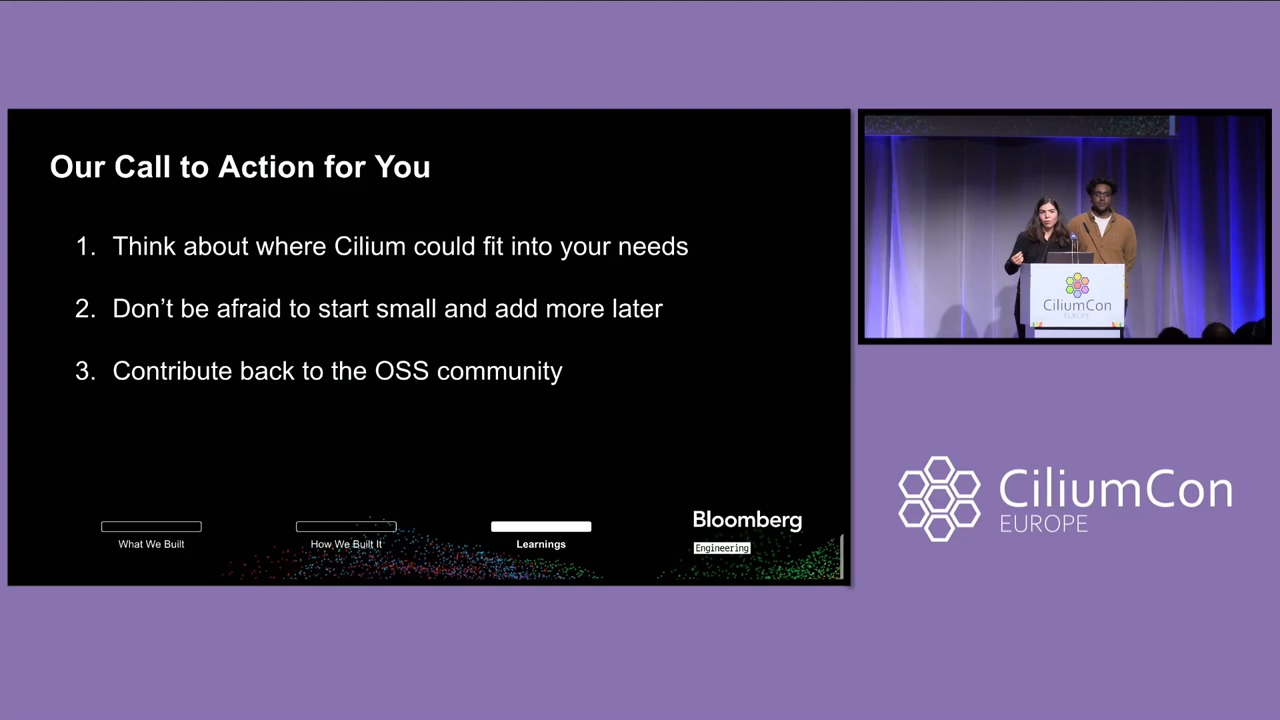 Our Call to Action for You
1. Think about where Cilium could fit into your needs
2. Don’t be afraid to start small and add more later
3. Contribute back to the OSS community
What We Built
How We Built It
Learnings
Bloomberg
Engineering
CiliumCon
EUROPE
CiliumCon
EUROPE